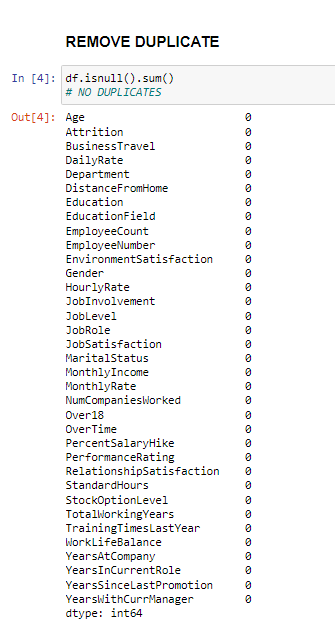 REMOVE DUPLICATE
In [4]: df.isnull().sum()
# NO DUPLICATES
Out[4]: Age 0
Attrition 0
BusinessTravel 0
DailyRate 0
Department 0
DistanceFromHome 0
Education 0
EducationField 0
EmployeeCount 0
EmployeeNumber 0
EnvironmentSatisfaction 0
Gender 0
HourlyRate 0
JobInvolvement 0
JobLevel 0
JobRole 0
JobSatisfaction 0
MaritalStatus 0
MonthlyIncome 0
MonthlyRate 0
NumCompaniesWorked 0
Over18 0
OverTime 0
PercentSalaryHike 0
PerformanceRating 0
RelationshipSatisfaction 0
StandardHours 0
StockOptionLevel 0
TotalWorkingYears 0
TrainingTimesLastYear 0
WorkLifeBalance 0
YearsAtCompany 0
YearsInCurrentRole 0
YearsSinceLastPromotion 0
YearsWithCurrManager 0
dtype: int64